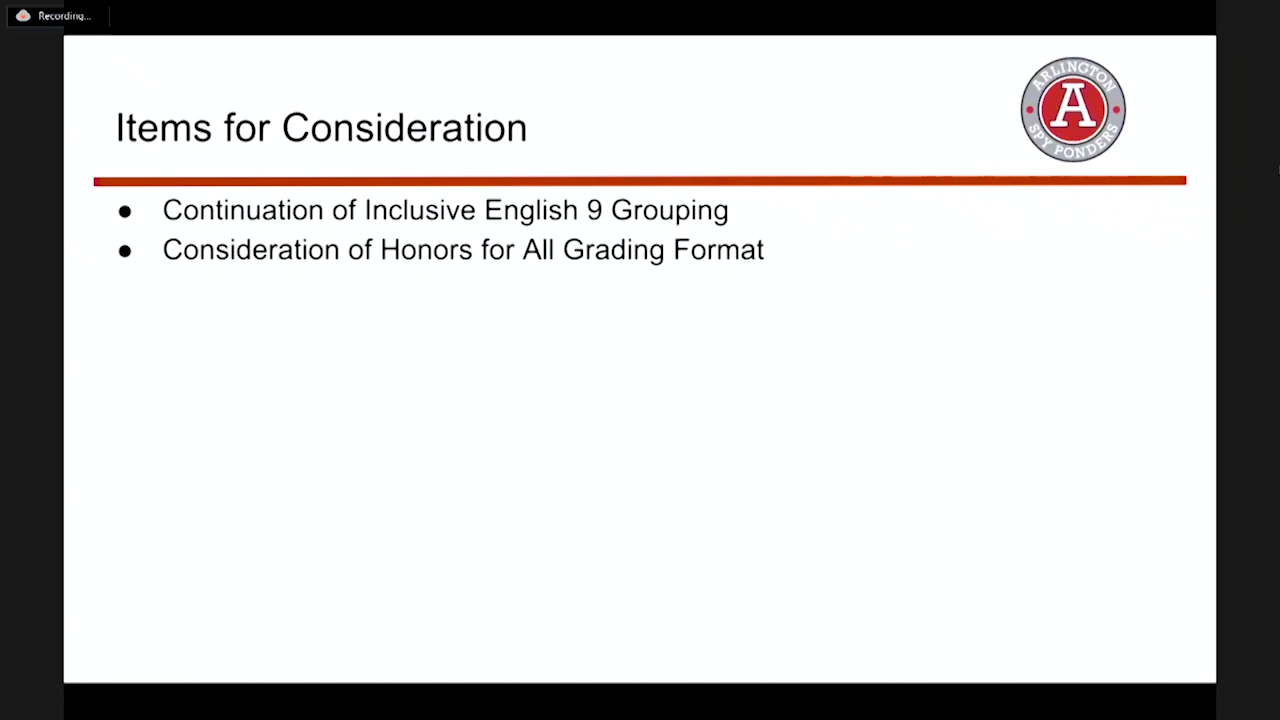 Recording...
ARLINGTON
A
SPY PONDERS
Items for Consideration
● Continuation of Inclusive English 9 Grouping
● Consideration of Honors for All Grading Format